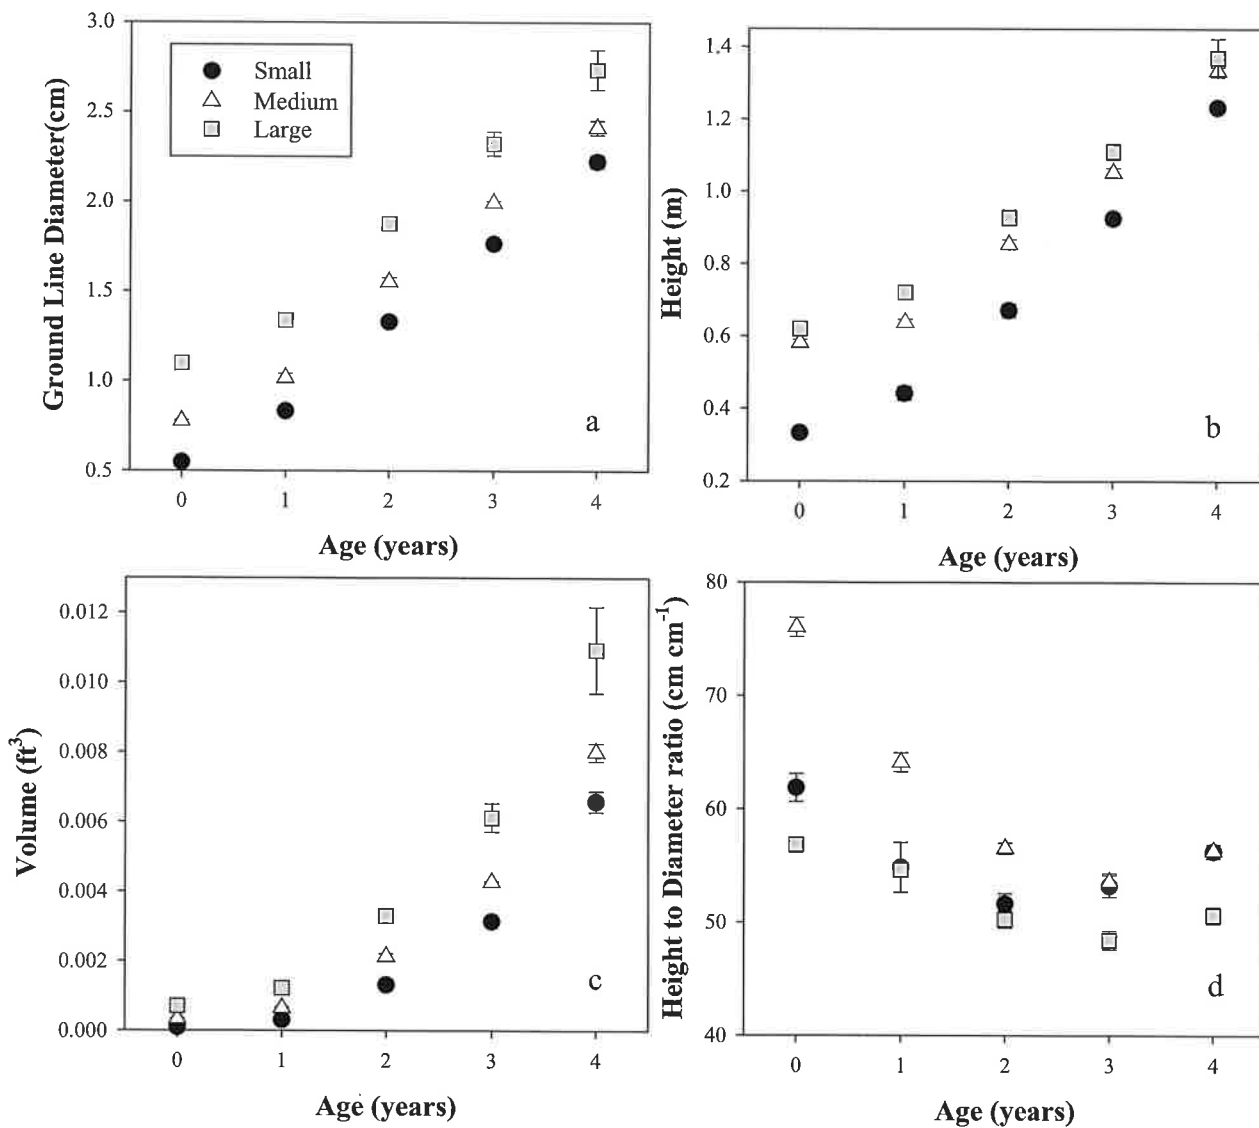 3.0
2.5
2.0
1.5
1.0
0.5
Ground Line Diameter(cm)
Small
Medium
Large
a
0 1 2 3 4
Age (years)
1.4
1.2
1.0
0.8
0.6
0.4
0.2
Height (m)
b
0 1 2 3 4
Age (years)
0.012
0.010
0.008
0.006
0.004
0.002
0.000
Volume (ft³)
c
0 1 2 3 4
Age (years)
80
70
60
50
40
Height to Diameter ratio (cm cm⁻¹)
d
0 1 2 3 4
Age (years)